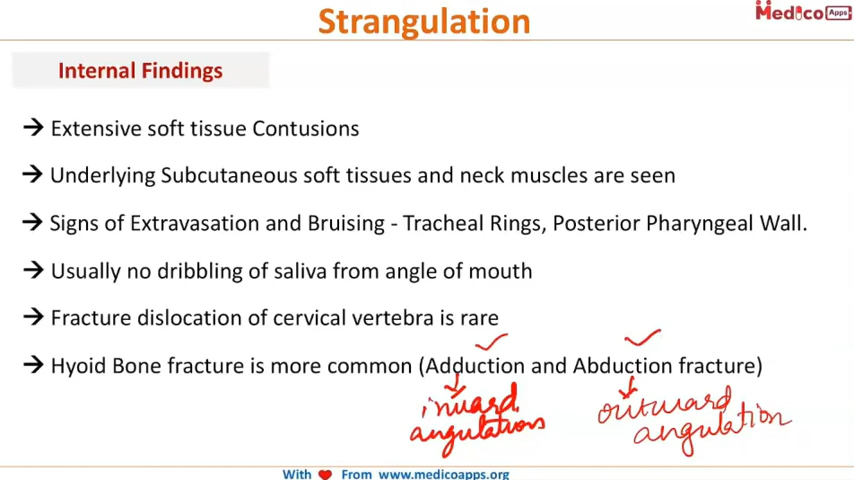 Strangulation
Medico Apps
Internal Findings
→ Extensive soft tissue Contusions
→ Underlying Subcutaneous soft tissues and neck muscles are seen
→ Signs of Extravasation and Bruising - Tracheal Rings, Posterior Pharyngeal Wall.
→ Usually no dribbling of saliva from angle of mouth
→ Fracture dislocation of cervical vertebra is rare
→ Hyoid Bone fracture is more common (Adduction and Abduction fracture)
inward outward
angulations angulation
With ❤ From www.medicoapps.org